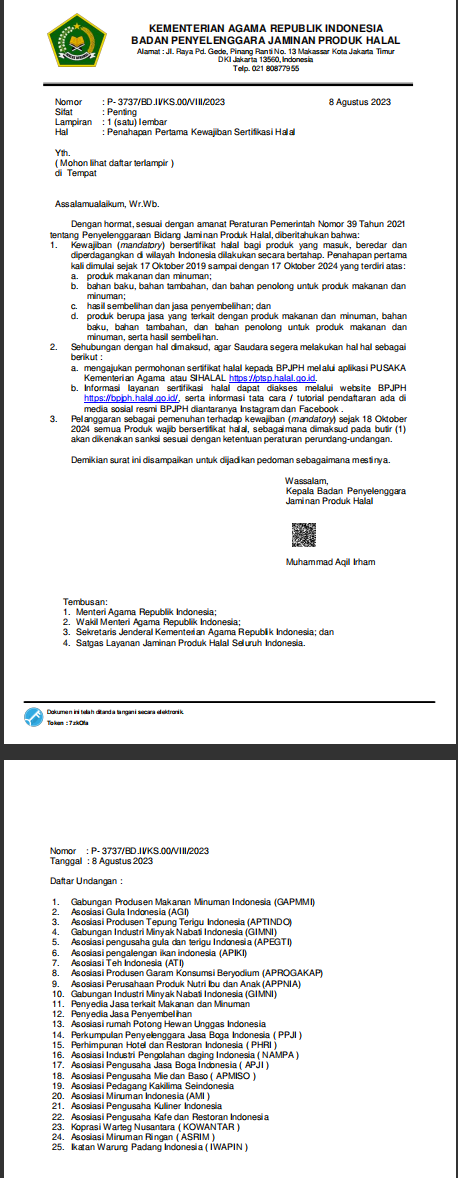 KEMENTERIAN AGAMA REPUBLIK INDONESIA
BADAN PENYELENGGARA JAMINAN PRODUK HALAL
Alamat : Jl. Raya Pd. Gede, Pinang Ranti No. 13 Makassar Kota Jakarta Timur
DKI Jakarta 13560, Indonesia
Telp. 021 80877955
Nomor : P- 3737/BD.II/KS.00/VIII/2023 8 Agustus 2023
Sifat : Penting
Lampiran : 1 (satu) lembar
Hal : Penahapan Pertama Kewajiban Sertifikasi Halal
Yth.
( Mohon lihat daftar terlampir )
di Tempat
Assalamualaikum, Wr.Wb.
Dengan hormat, sesuai dengan amanat Peraturan Pemerintah Nomor 39 Tahun 2021
tentang Penyelenggaraan Bidang Jaminan Produk Halal, diberitahukan bahwa:
1. Kewajiban (mandatory) bersertifikat halal bagi produk yang masuk, beredar dan
diperdagangkan di wilayah Indonesia dilakukan secara bertahap. Penahapan pertama
kali dimulai sejak 17 Oktober 2019 sampai dengan 17 Oktober 2024 yang terdiri atas:
a. produk makanan dan minuman;
b. bahan baku, bahan tambahan, dan bahan penolong untuk produk makanan dan
minuman;
c. hasil sembelihan dan jasa penyembelihan; dan
d. produk berupa jasa yang terkait dengan produk makanan dan minuman, bahan
baku, bahan tambahan, dan bahan penolong untuk produk makanan dan
minuman, serta hasil sembelihan.
2. Sehubungan dengan hal dimaksud, agar Saudara segera melakukan hal hal sebagai
berikut :
a. mengajukan permohonan sertifikat halal kepada BPJPH melalui aplikasi PUSAKA
Kementerian Agama atau SIHALAL https://ptsp.halal.go.id.
b. Informasi layanan sertifikasi halal dapat diakses melalui website BPJPH
https://bpjph.halal.go.id/, serta informasi tata cara / tutorial pendaftaran ada di
media sosial resmi BPJPH diantaranya Instagram dan Facebook .
3. Pelanggaran sebagai pemenuhan terhadap kewajiban (mandatory) sejak 18 Oktober
2024 semua Produk wajib bersertifikat halal, sebagaimana dimaksud pada butir (1)
akan dikenakan sanksi sesuai dengan ketentuan peraturan perundang-undangan.
Demikian surat ini disampaikan untuk dijadikan pedoman sebagaimana mestinya.
Wassalam,
Kepala Badan Penyelenggara
Jaminan Produk Halal
Muhammad Aqil Irham
Tembusan:
1. Menteri Agama Republik Indonesia;
2. Wakil Menteri Agama Republik Indonesia;
3. Sekretaris Jenderal Kementerian Agama Republik Indonesia; dan
4. Satgas Layanan Jaminan Produk Halal Seluruh Indonesia.
Dokumen ini telah ditanda tangani secara elektronik.
Token : 7zkOfa
Nomor : P- 3737/BD.II/KS.00/VIII/2023
Tanggal : 8 Agustus 2023
Daftar Undangan :
1. Gabungan Produsen Makanan Minuman Indonesia (GAPMMI)
2. Asosiasi Gula Indonesia (AGI)
3. Asosiasi Produsen Tepung Terigu Indonesia (APTINDO)
4. Gabungan Industri Minyak Nabati Indonesia (GIMNI)
5. Asosiasi pengusaha gula dan terigu Indonesia (APEGTI)
6. Asosiasi pengalengan ikan indonesia (APIKI)
7. Asosiasi Teh Indonesia (ATI)
8. Asosiasi Produsen Garam Konsumsi Beryodium (APROGAKAP)
9. Asosiasi Perusahaan Produk Nutri Ibu dan Anak (APPNIA)
10. Gabungan Industri Minyak Nabati Indonesia (GIMNI)
11. Penyedia Jasa terkait Makanan dan Minuman
12. Penyedia Jasa Penyembelihan
13. Asosiasi rumah Potong Hewan Unggas Indonesia
14. Perkumpulan Penyelenggara Jasa Boga Indonesia ( PPJI )
15. Perhimpunan Hotel dan Restoran Indonesia ( PHRI )
16. Asosiasi Industri Pengolahan daging Indonesia ( NAMPA )
17. Asosiasi Pengusaha Jasa Boga Indonesia ( APJI )
18. Asosiasi Pengusaha Mie dan Baso ( APMISO )
19. Asosiasi Pedagang Kakilima Seindonesia
20. Asosiasi Minuman Indonesia (AMI )
21. Asosiasi Pengusaha Kuliner Indonesia
22. Asosiasi Pengusaha Kafe dan Restoran Indonesia
23. Koprasi Warteg Nusantara ( KOWANTAR )
24. Asosiasi Minuman Ringan ( ASRIM )
25. Ikatan Warung Padang Indonesia ( IWAPIN )